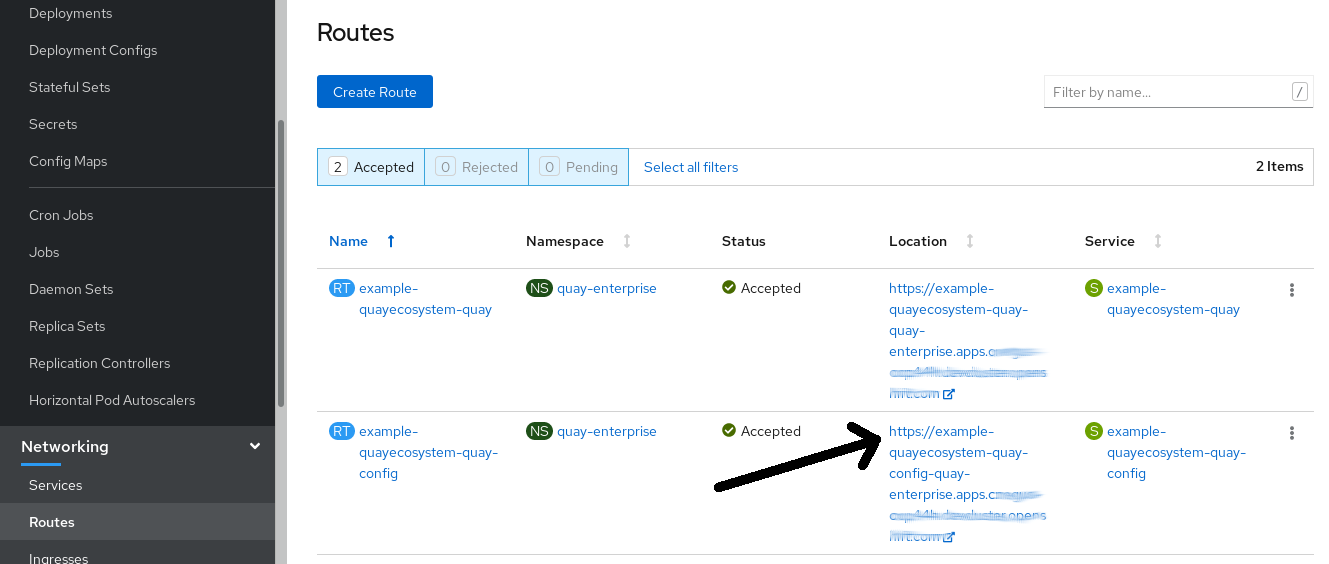 Deployments
Deployment Configs
Stateful Sets
Secrets
Config Maps
Cron Jobs
Jobs
Daemon Sets
Replica Sets
Replication Controllers
Horizontal Pod Autoscalers
Networking
Services
Routes
Ingresses
Routes
Create Route
Filter by name...
/
2 Accepted
0 Rejected
0 Pending
Select all filters
2 Items
Name
Namespace
Status
Location
Service
RT example-
quayecosystem-quay
NS quay-enterprise
Accepted
https://example-
quayecosystem-quay-
quay-
enterprise.apps.
S example-
quayecosystem-quay
RT example-
quayecosystem-quay-
config
NS quay-enterprise
Accepted
https://example-
quayecosystem-quay-
config-quay-
enterprise.apps.
S example-
quayecosystem-quay-
config